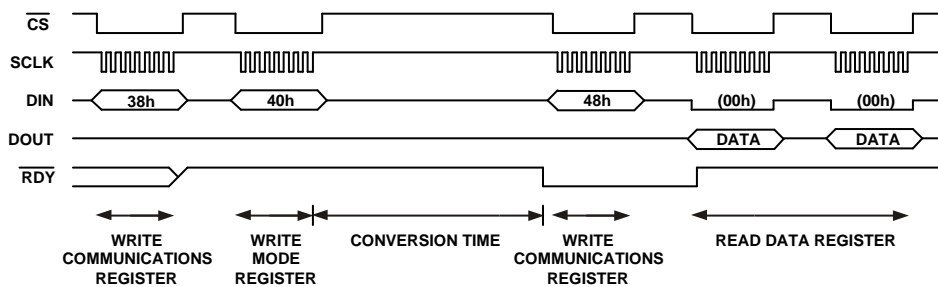 CS
SCLK
DIN 38h 40h 48h (00h) (00h)
DOUT DATA DATA
RDY
WRITE
COMMUNICATIONS
REGISTER
WRITE
MODE
REGISTER
CONVERSION TIME
WRITE
COMMUNICATIONS
REGISTER
READ DATA REGISTER